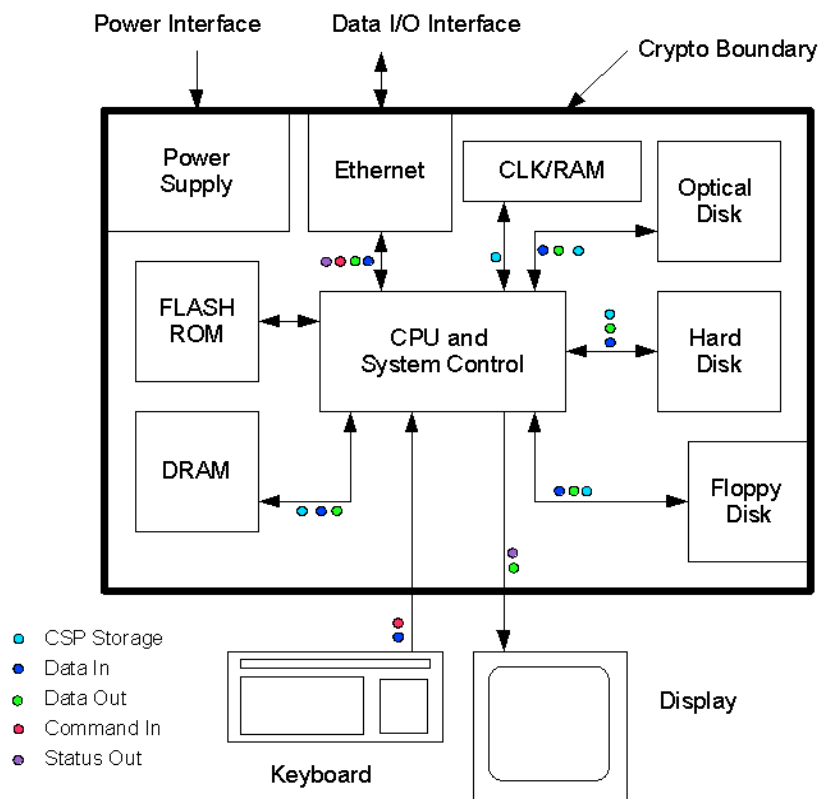 Power Interface
Data I/O Interface
Crypto Boundary
Power
Supply
Ethernet
CLK/RAM
Optical
Disk
FLASH
ROM
CPU and
System Control
Hard
Disk
DRAM
Floppy
Disk
CSP Storage
Data In
Data Out
Command In
Status Out
Keyboard
Display